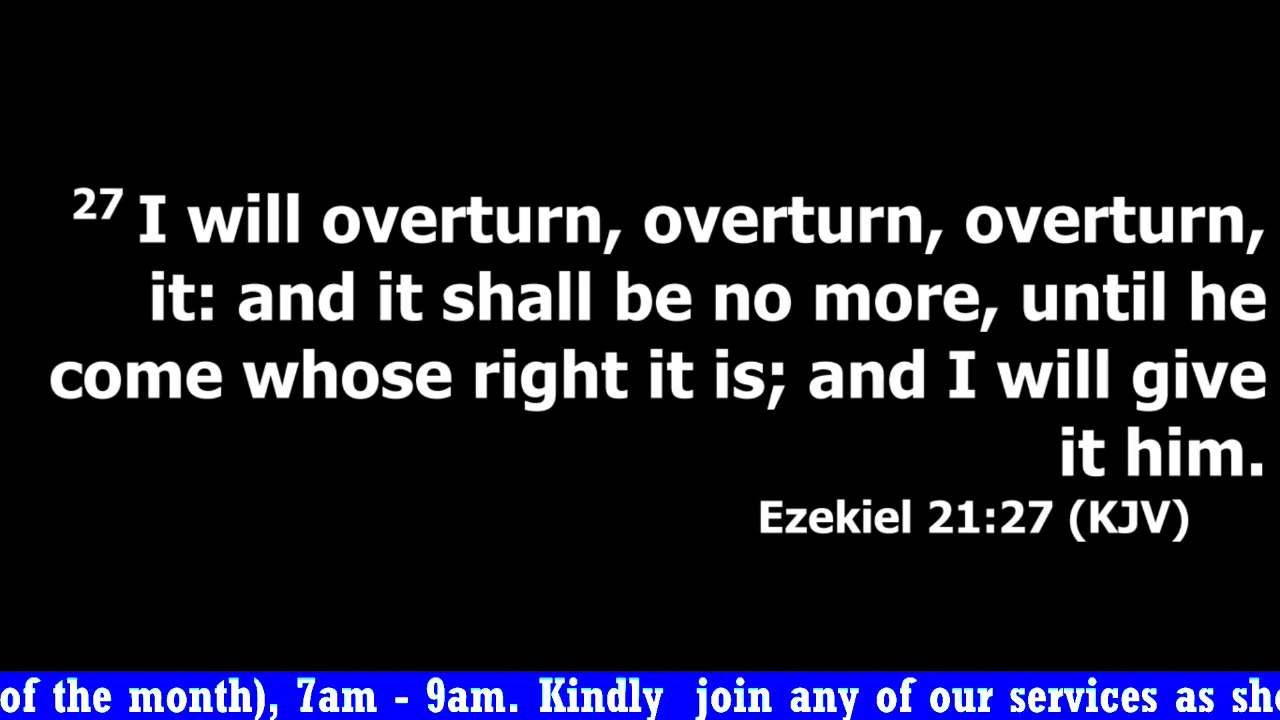 27 I will overturn, overturn, overturn,
it: and it shall be no more, until he
come whose right it is; and I will give
it him.
Ezekiel 21:27 (KJV)
of the month), 7am - 9am. Kindly join any of our services as